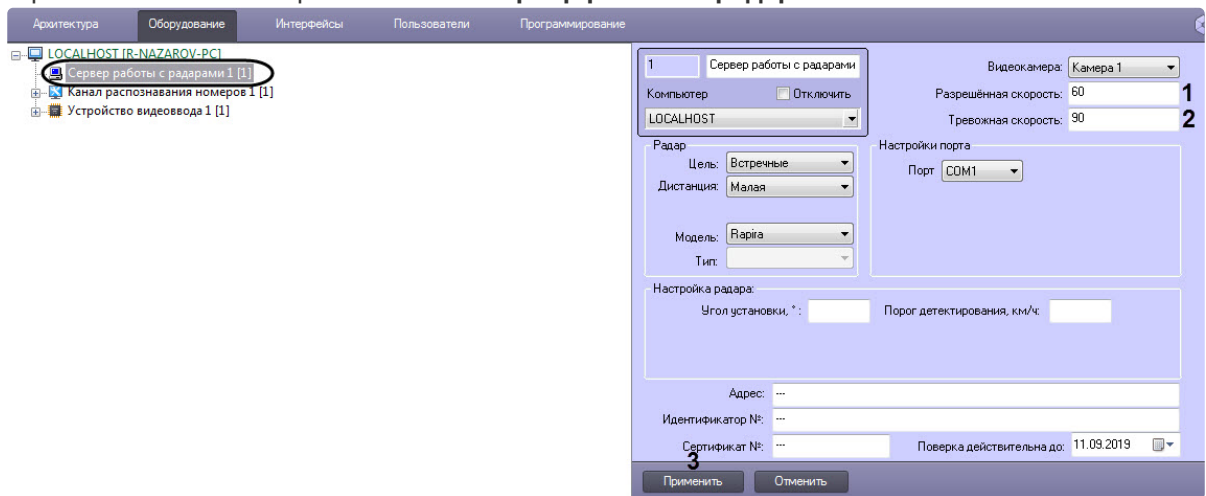 Архитектура Оборудование Интерфейсы Пользователи Программирование
LOCALHOST [R-NAZAROV-PC]
Сервер работы с радарами 1 [1]
Канал распознавания номеров 1 [1]
Устройство видеоввода 1 [1]
1 Сервер работы с радарами
Компьютер Отключить
LOCALHOST
Видеокамера: Камера 1
Разрешённая скорость: 60 1
Тревожная скорость: 90 2
Радар
Цель: Встречные
Дистанция: Малая
Модель: Rapira
Тип:
Настройки порта
Порт COM1
Настройка радара:
Угол установки, ° : Порог детектирования, км/ч:
Адрес: ---
Идентификатор №: ---
Сертификат №: --- Поверка действительна до: 11.09.2019
3
Применить Отменить